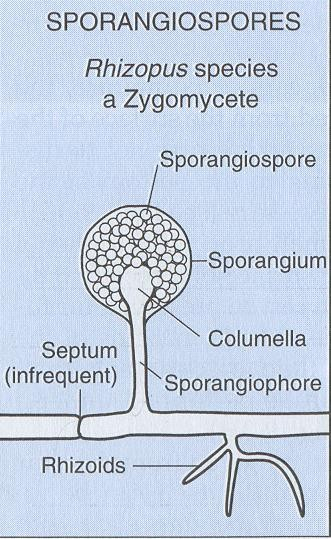 SPORANGIOSPORES
Rhizopus species
a Zygomycete
Sporangiospore
Sporangium
Columella
Septum
(infrequent)
Sporangiophore
Rhizoids